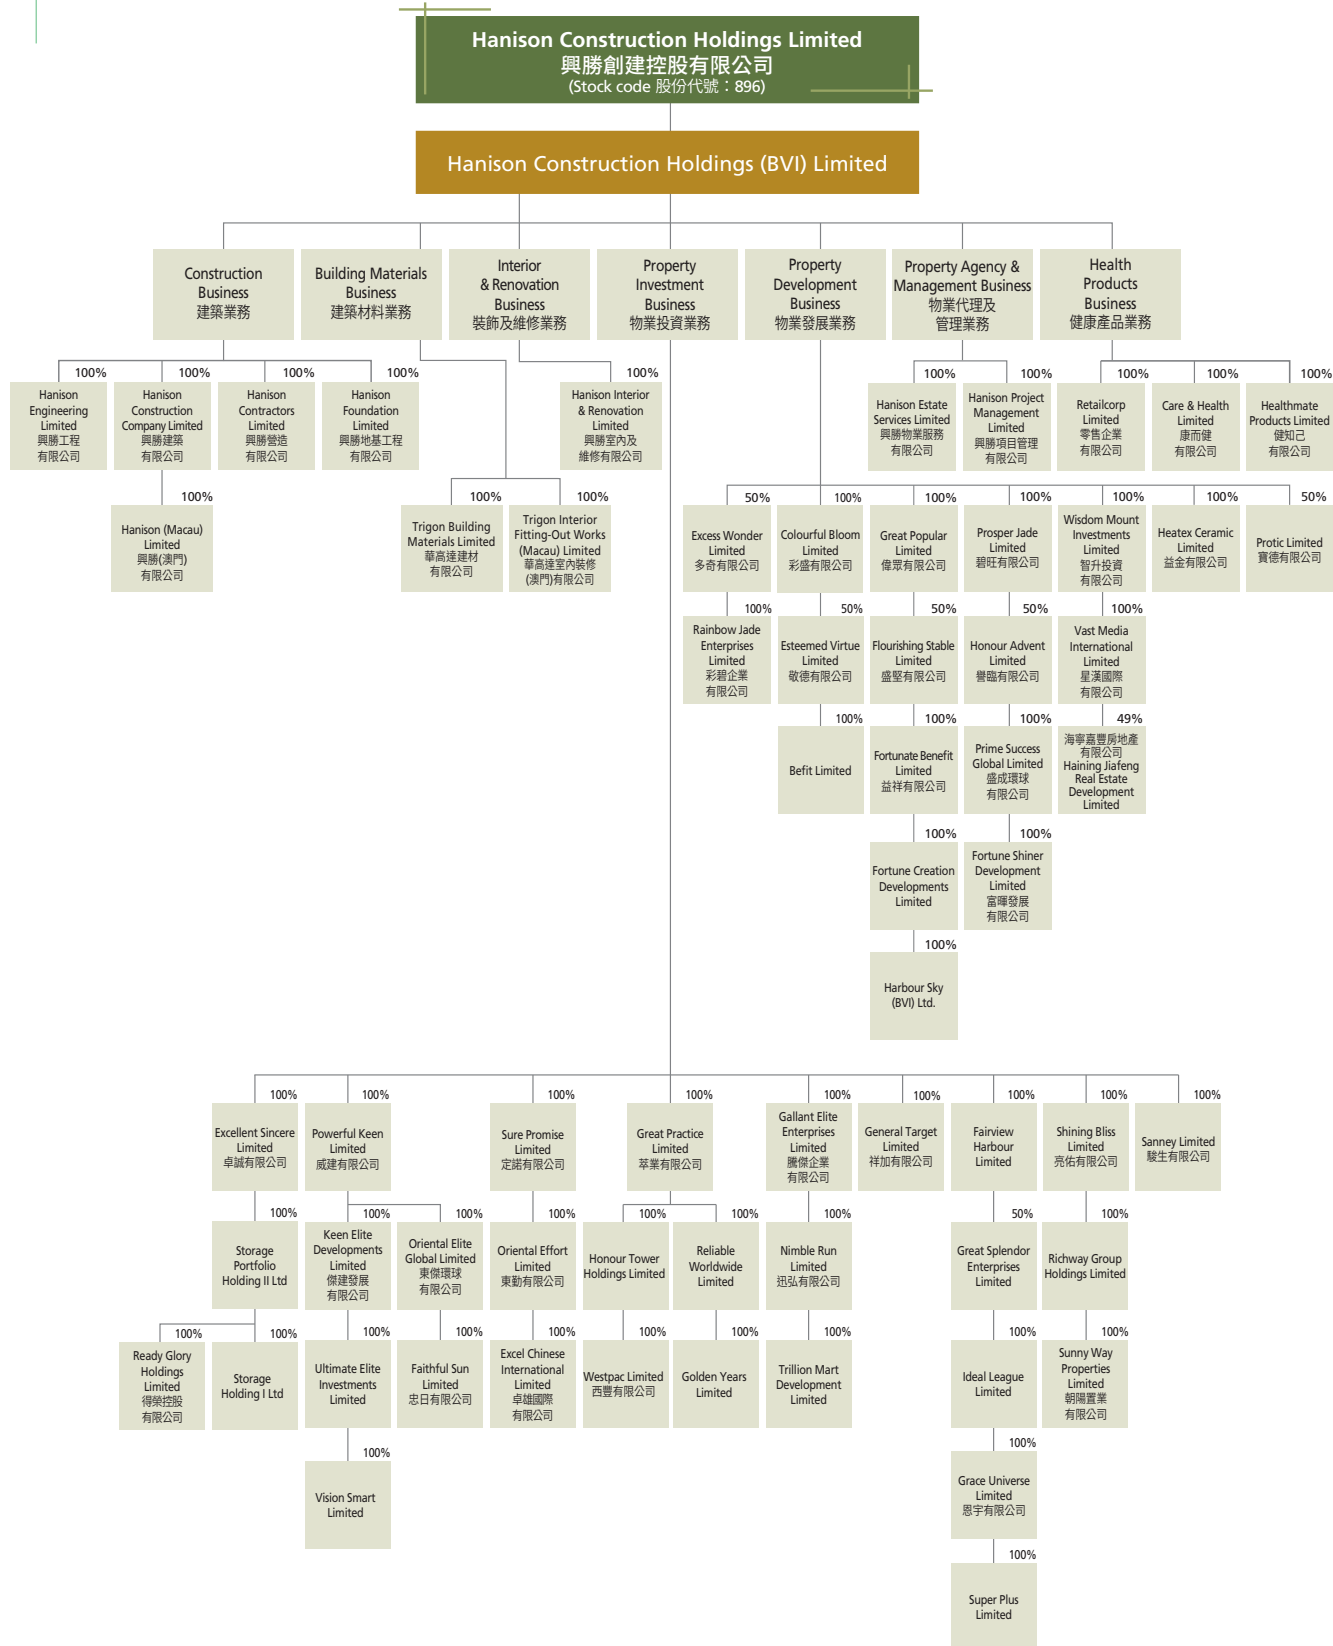 Hanison Construction Holdings Limited
興勝創建控股有限公司
(Stock code 股份代號：896)
Hanison Construction Holdings (BVI) Limited
Construction
Business
建築業務
Building Materials
Business
建築材料業務
Interior
& Renovation
Business
裝飾及維修業務
Property
Investment
Business
物業投資業務
Property
Development
Business
物業發展業務
Property Agency &
Management Business
物業代理及
管理業務
Health
Products
Business
健康產品業務
100%
Hanison
Engineering
Limited
興勝工程
有限公司
100%
Hanison
Construction
Company Limited
興勝建築
有限公司
100%
Hanison
Contractors
Limited
興勝營造
有限公司
100%
Hanison
Foundation
Limited
興勝地基工程
有限公司
100%
Hanison Interior
& Renovation
Limited
興勝室內及
維修有限公司
100%
Hanison Estate
Services Limited
興勝物業服務
有限公司
100%
Hanison Project
Management
Limited
興勝項目管理
有限公司
100%
Retailcorp
Limited
零售企業
有限公司
100%
Care & Health
Limited
康而健
有限公司
100%
Healthmate
Products Limited
健知己
有限公司
100%
Hanison (Macau)
Limited
興勝(澳門)
有限公司
100%
Trigon Building
Materials Limited
華高達建材
有限公司
100%
Trigon Interior
Fitting-Out Works
(Macau) Limited
華高達室內裝修
(澳門)有限公司
50%
Excess Wonder
Limited
多奇有限公司
100%
Colourful Bloom
Limited
彩盛有限公司
100%
Great Popular
Limited
偉眾有限公司
100%
Prosper Jade
Limited
碧旺有限公司
100%
Wisdom Mount
Investments
Limited
智升投資
有限公司
100%
Heatex Ceramic
Limited
益金有限公司
50%
Protic Limited
寶德有限公司
100%
Rainbow Jade
Enterprises
Limited
彩碧企業
有限公司
50%
Esteemed Virtue
Limited
敬德有限公司
50%
Flourishing Stable
Limited
盛堅有限公司
50%
Honour Advent
Limited
譽臨有限公司
100%
Vast Media
International
Limited
星漢國際
有限公司
100%
Befit Limited
100%
Fortunate Benefit
Limited
益祥有限公司
100%
Prime Success
Global Limited
盛成環球
有限公司
49%
海寧嘉豐房地產
有限公司
Haining Jiafeng
Real Estate
Development
Limited
100%
Fortune Creation
Developments
Limited
100%
Fortune Shiner
Development
Limited
富暉發展
有限公司
100%
Harbour Sky
(BVI) Ltd.
100%
Excellent Sincere
Limited
卓誠有限公司
100%
Powerful Keen
Limited
威建有限公司
100%
Sure Promise
Limited
定諾有限公司
100%
Great Practice
Limited
萃業有限公司
100%
Gallant Elite
Enterprises
Limited
騰傑企業
有限公司
100%
General Target
Limited
祥加有限公司
100%
Fairview
Harbour
Limited
100%
Shining Bliss
Limited
亮佑有限公司
100%
Sanney Limited
駿生有限公司
100%
Storage
Portfolio
Holding II Ltd
100%
Keen Elite
Developments
Limited
傑建發展
有限公司
100%
Oriental Elite
Global Limited
東傑環球
有限公司
100%
Oriental Effort
Limited
東勤有限公司
100%
Honour Tower
Holdings Limited
100%
Reliable
Worldwide
Limited
100%
Nimble Run
Limited
迅弘有限公司
50%
Great Splendor
Enterprises
Limited
100%
Richway Group
Holdings Limited
100%
Ready Glory
Holdings
Limited
得榮控股
有限公司
100%
Storage
Holding I Ltd
100%
Ultimate Elite
Investments
Limited
100%
Faithful Sun
Limited
忠日有限公司
100%
Excel Chinese
International
Limited
卓雄國際
有限公司
100%
Westpac Limited
西豐有限公司
100%
Golden Years
Limited
100%
Trillion Mart
Development
Limited
100%
Ideal League
Limited
100%
Sunny Way
Properties
Limited
朝陽置業
有限公司
100%
Vision Smart
Limited
100%
Grace Universe
Limited
恩宇有限公司
100%
Super Plus
Limited